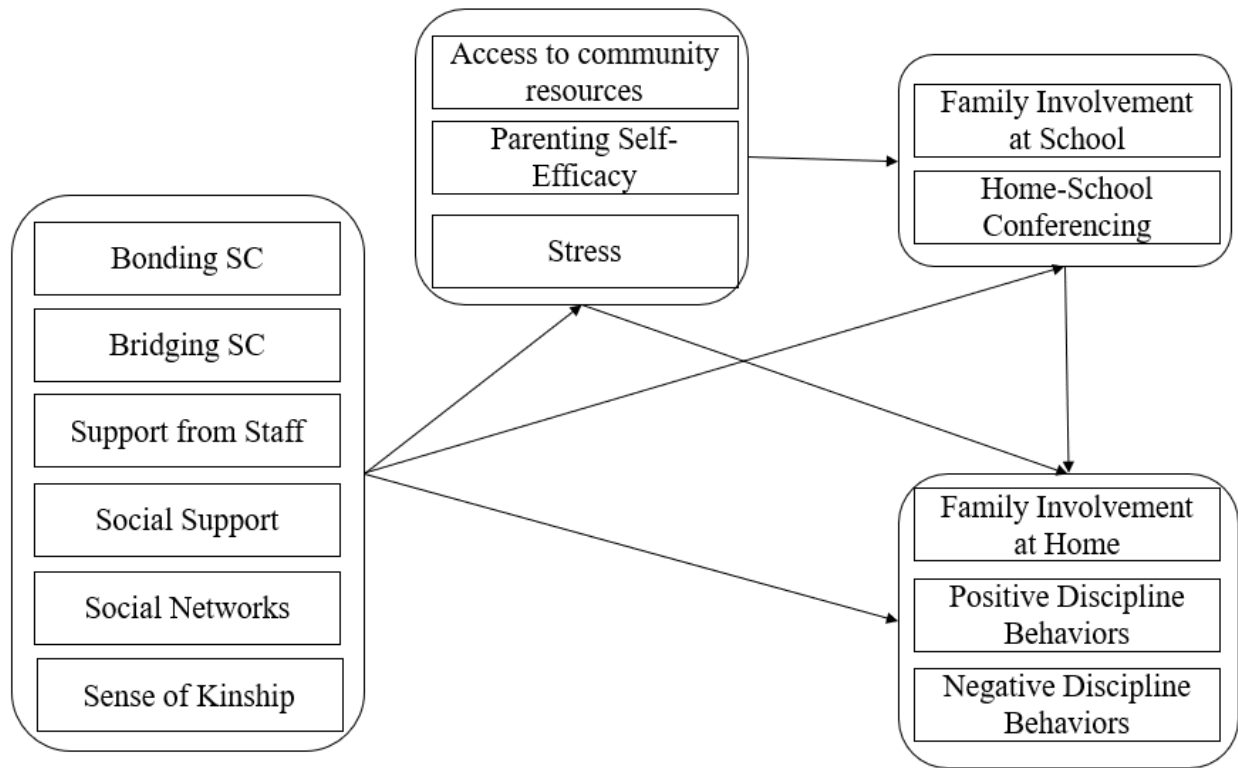 Access to community
resources
Parenting Self-
Efficacy
Stress
Family Involvement
at School
Home-School
Conferencing
Bonding SC
Bridging SC
Support from Staff
Social Support
Social Networks
Sense of Kinship
Family Involvement
at Home
Positive Discipline
Behaviors
Negative Discipline
Behaviors